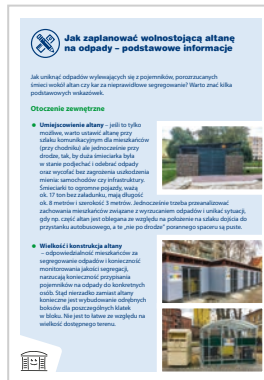 Jak zaplanować wolnostojącą altanę
na odpady – podstawowe informacje
Jak uniknąć odpadów wylewających się z pojemników, porozrzucanych
śmieci wokół altan czy kar za nieprawidłowe segregowanie? Warto znać kilka
podstawowych wskazówek.
Otoczenie zewnętrzne
● Umiejscowienie altany – jeśli to tylko
możliwe, warto ustawić altanę przy
szlaku komunikacyjnym dla mieszkańców
(przy chodniku) ale jednocześnie przy
drodze, tak, by duża śmieciarka była
w stanie podjechać i odebrać odpady
oraz wycofać bez zagrożenia uszkodzenia
mienia: samochodów czy infrastruktury.
Śmieciarki to ogromne pojazdy, ważą
ok. 17 ton bez załadunku, mają długość
ok. 8 metrów i szerokość 3 metrów. Jednocześnie trzeba przeanalizować
zachowania mieszkańców związane z wyrzucaniem odpadów i unikać sytuacji,
gdy np. część altan jest oblegana ze względu na położenie na szlaku dojścia do
przystanku autobusowego, a te „nie po drodze” porannego spaceru są puste.
● Wielkość i konstrukcja altany
– odpowiedzialność mieszkańców za
segregowanie odpadów i konieczność
monitorowania jakości segregacji,
narzucają konieczność przypisania
pojemników na odpady do konkretnych
osób. Stąd nierzadko zamiast altany
konieczne jest wybudowanie odrębnych
boksów dla poszczególnych klatek
w bloku. Nie jest to łatwe ze względu na
wielkość dostępnego terenu.